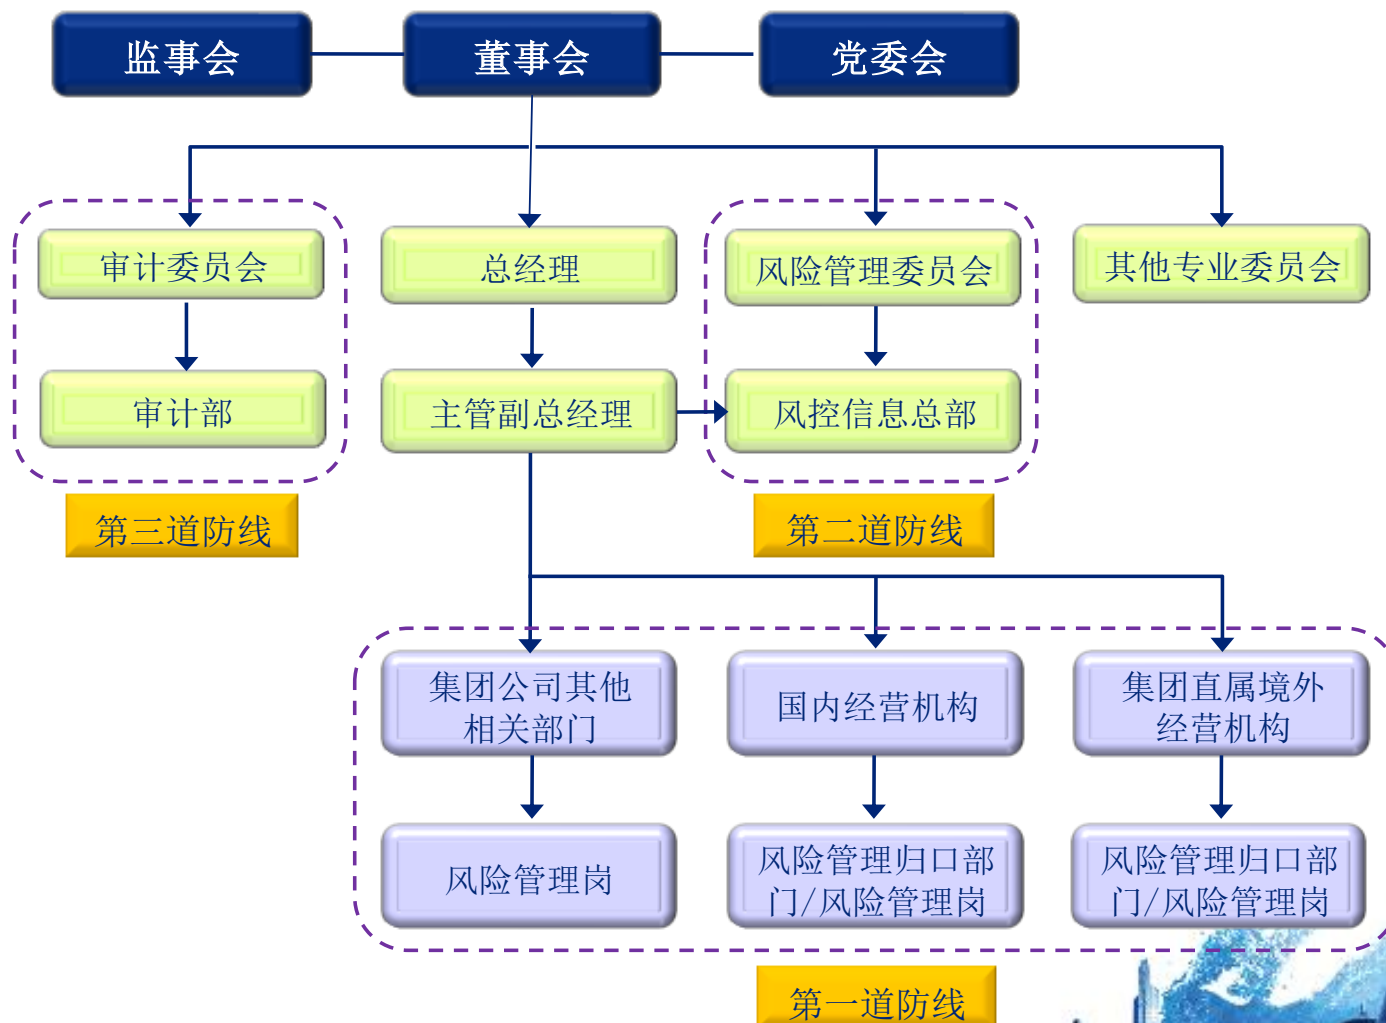 监事会
董事会
党委会
审计委员会
总经理
风险管理委员会
其他专业委员会
审计部
主管副总经理
风控信息总部
第三道防线
第二道防线
集团公司其他
相关部门
国内经营机构
集团直属境外
经营机构
风险管理岗
风险管理归口部
门/风险管理岗
风险管理归口部
门/风险管理岗
第一道防线